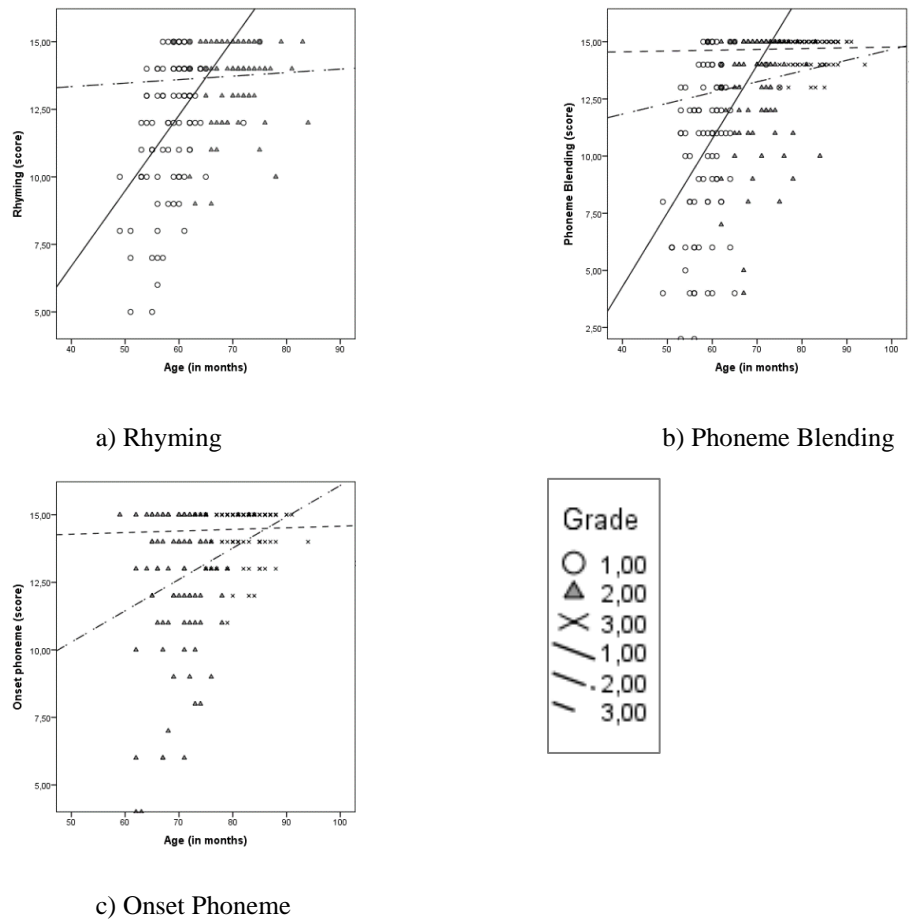 15,00
12,50
10,00
7,50
5,00
Rhyming (score)
40 50 60 70 80 90
Age (in months)
a) Rhyming
15,00
12,50
10,00
7,50
5,00
2,50
Phoneme Blending (score)
40 50 60 70 80 90 100
Age (in months)
b) Phoneme Blending
15,00
12,50
10,00
7,50
5,00
Onset phoneme (score)
50 60 70 80 90 100
Age (in months)
c) Onset Phoneme
Grade
1,00
2,00
3,00
1,00
2,00
3,00